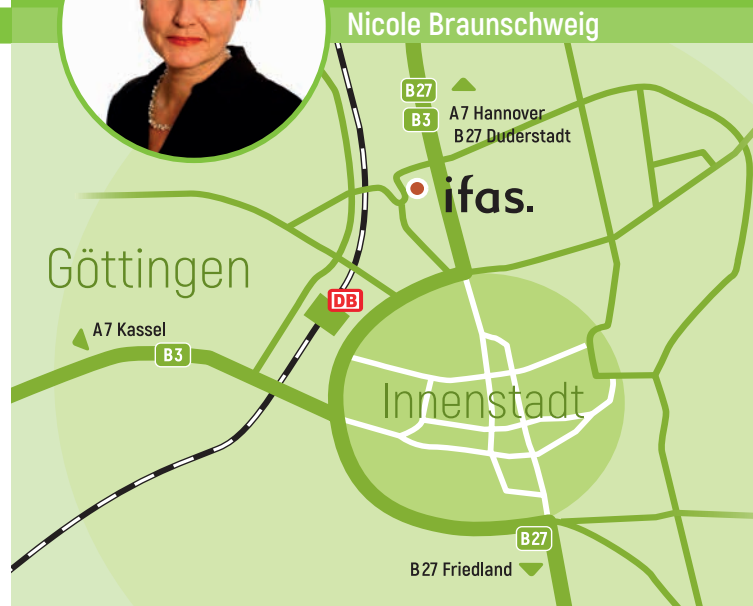 Nicole Braunschweig
B27
B3
A7 Hannover
B27 Duderstadt
ifas.
Göttingen
DB
A7 Kassel
B3
Innenstadt
B27
B27 Friedland